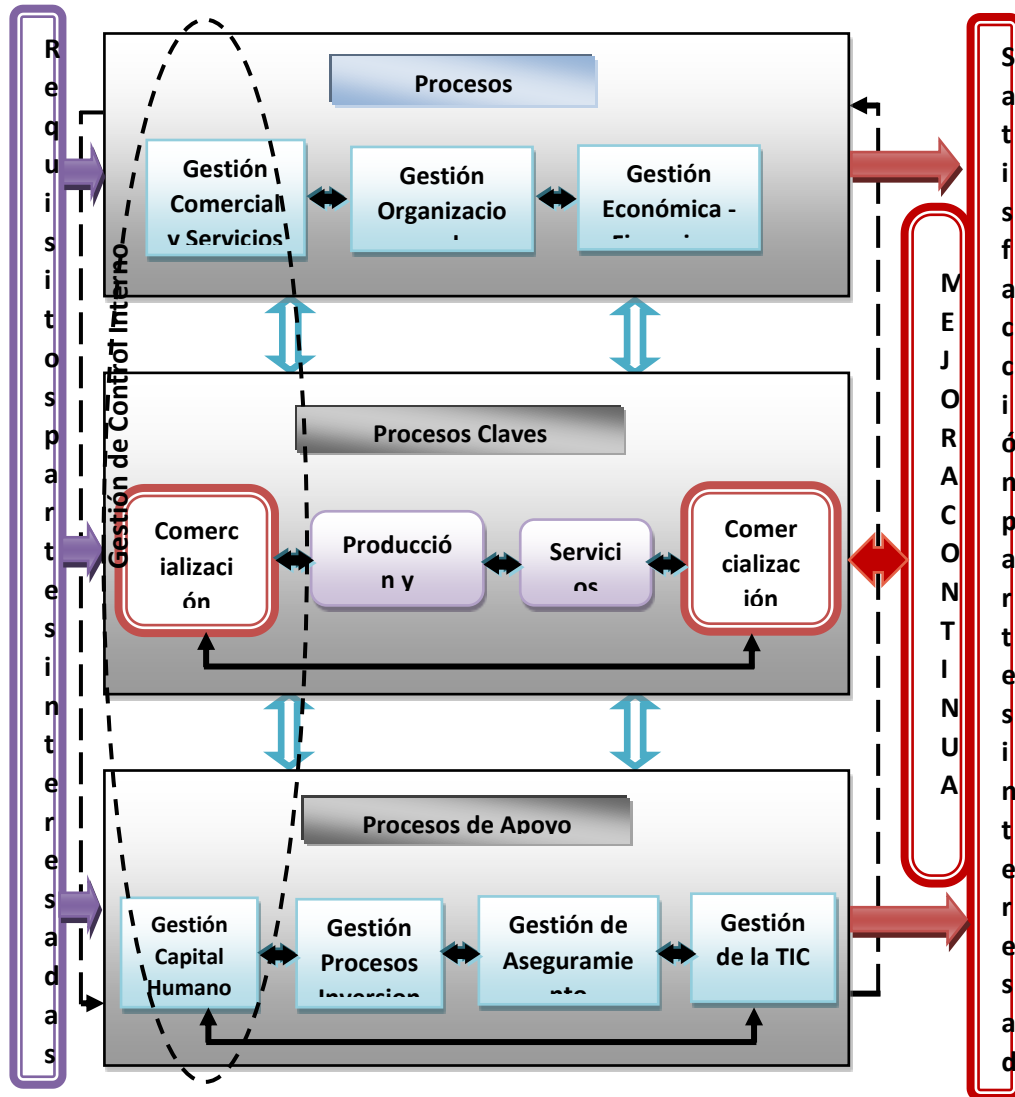 Requisitos partes interesadas
Procesos
Gestión
Comercial
y Servicios
Gestión
Organizacio
Gestión
Económica -
Gestión de Control Interno
Procesos Claves
Comerc
ializaci
ón
Producció
n y
Servici
os
Comer
cializac
ión
Procesos de Apoyo
Gestión
Capital
Humano
Gestión
Procesos
Inversion
Gestión de
Aseguramie
nto
Gestión
de la TIC
MEJORA CONTINUA
Satisfacción partes interesad